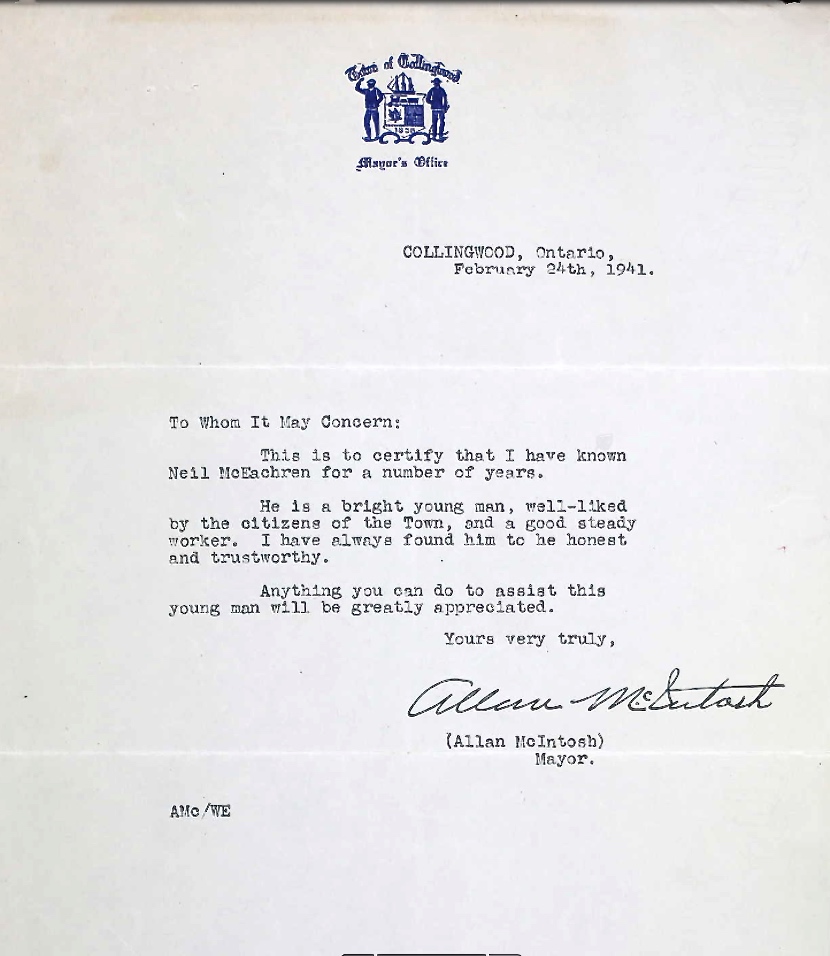 Town of Collingwood
1858
Mayor's Office
COLLINGWOOD, Ontario,
February 24th, 1941.
To Whom It May Concern:
This is to certify that I have known
Neil McEachren for a number of years.
He is a bright young man, well-liked
by the citizens of the Town, and a good steady
worker. I have always found him to be honest
and trustworthy.
Anything you can do to assist this
young man will be greatly appreciated.
Yours very truly,
Allan McIntosh
(Allan McIntosh)
Mayor.
AMc/WE